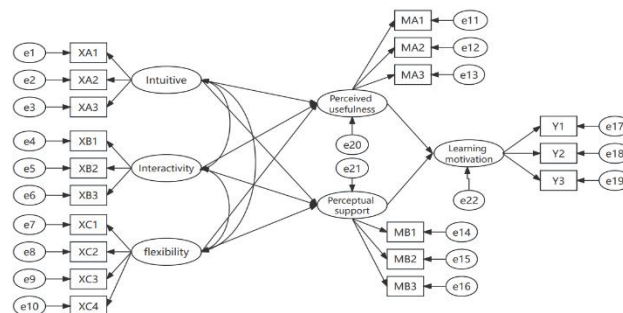 e1
XA1
e2
XA2
e3
XA3
Intuitive
e4
XB1
e5
XB2
e6
XB3
Interactivity
e7
XC1
e8
XC2
e9
XC3
e10
XC4
flexibility
MA1
e11
MA2
e12
MA3
e13
Perceived
usefulness
e20
e21
Perceptual
support
MB1
e14
MB2
e15
MB3
e16
Learning
motivation
e22
Y1
e17
Y2
e18
Y3
e19